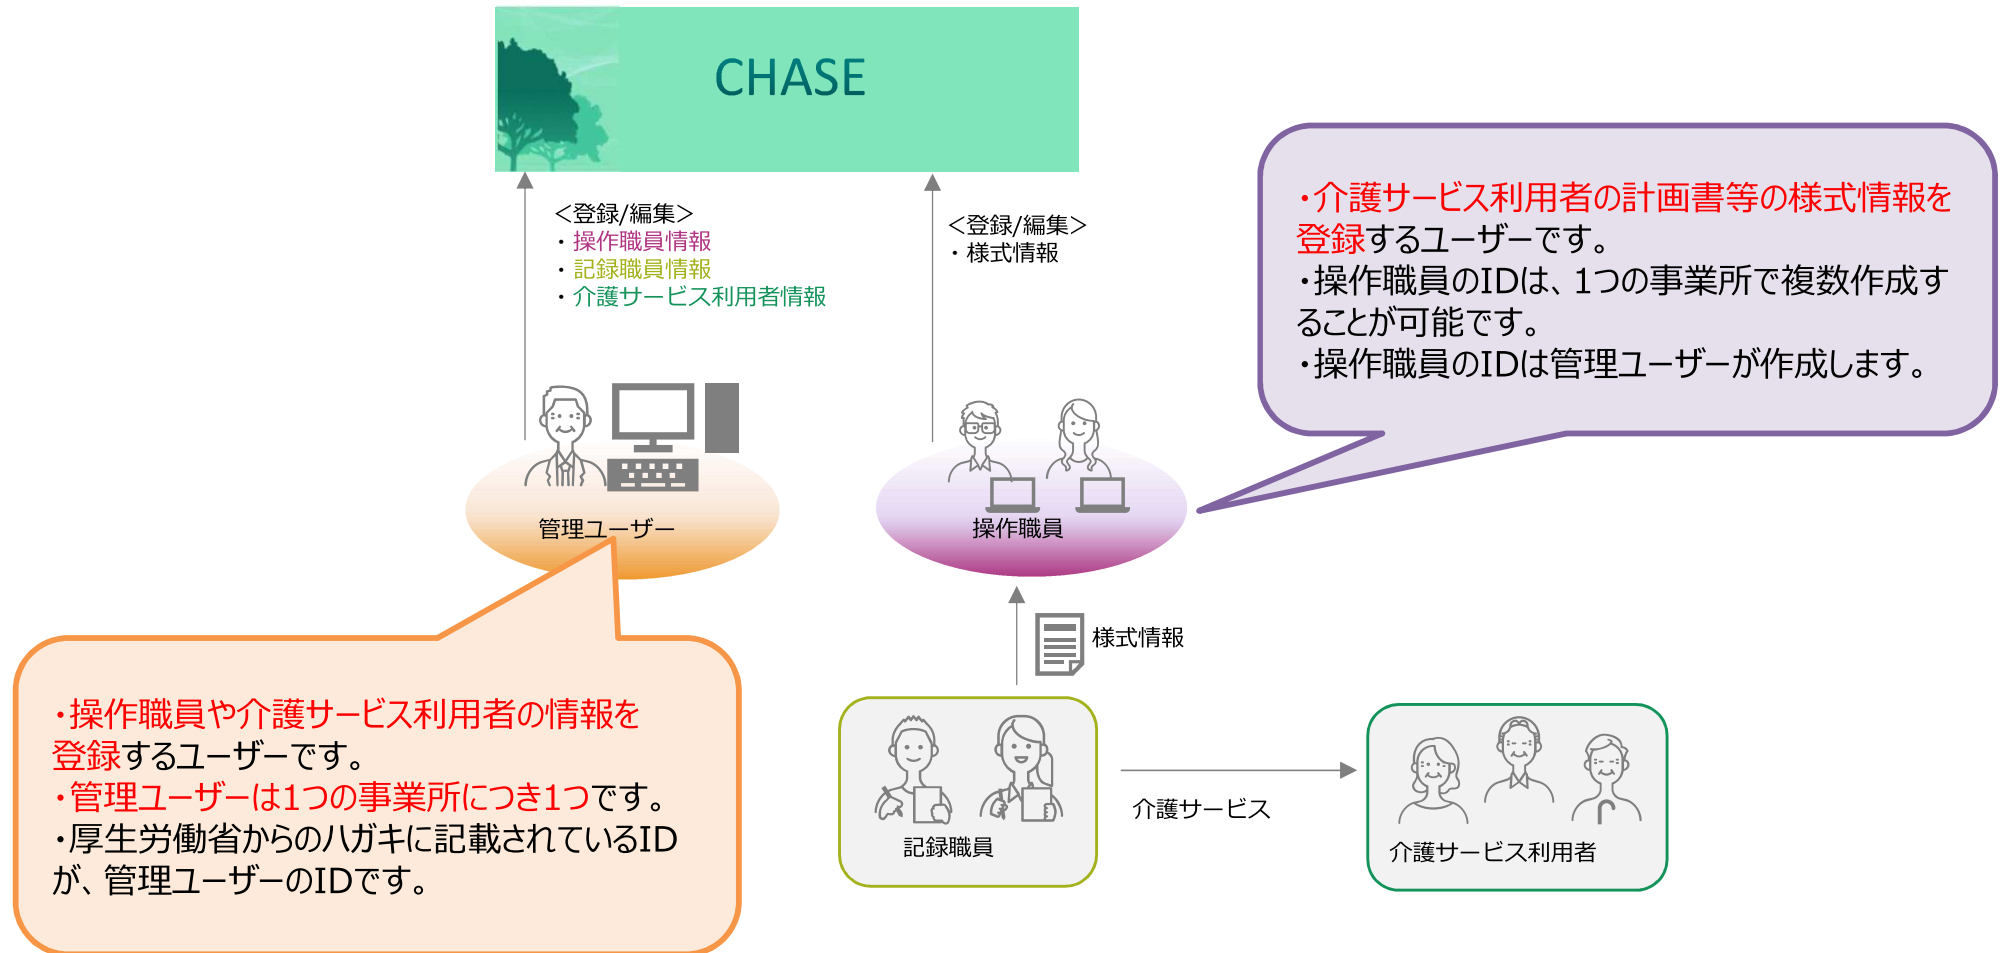 CHASE
＜登録/編集＞
・操作職員情報
・記録職員情報
・介護サービス利用者情報
＜登録/編集＞
・様式情報
・介護サービス利用者の計画書等の様式情報を
登録するユーザーです。
・操作職員のIDは、1つの事業所で複数作成す
ることが可能です。
・操作職員のIDは管理ユーザーが作成します。
管理ユーザー
操作職員
様式情報
・操作職員や介護サービス利用者の情報を
登録するユーザーです。
・管理ユーザーは1つの事業所につき1つです。
・厚生労働省からのハガキに記載されているID
が、管理ユーザーのIDです。
記録職員
介護サービス
介護サービス利用者